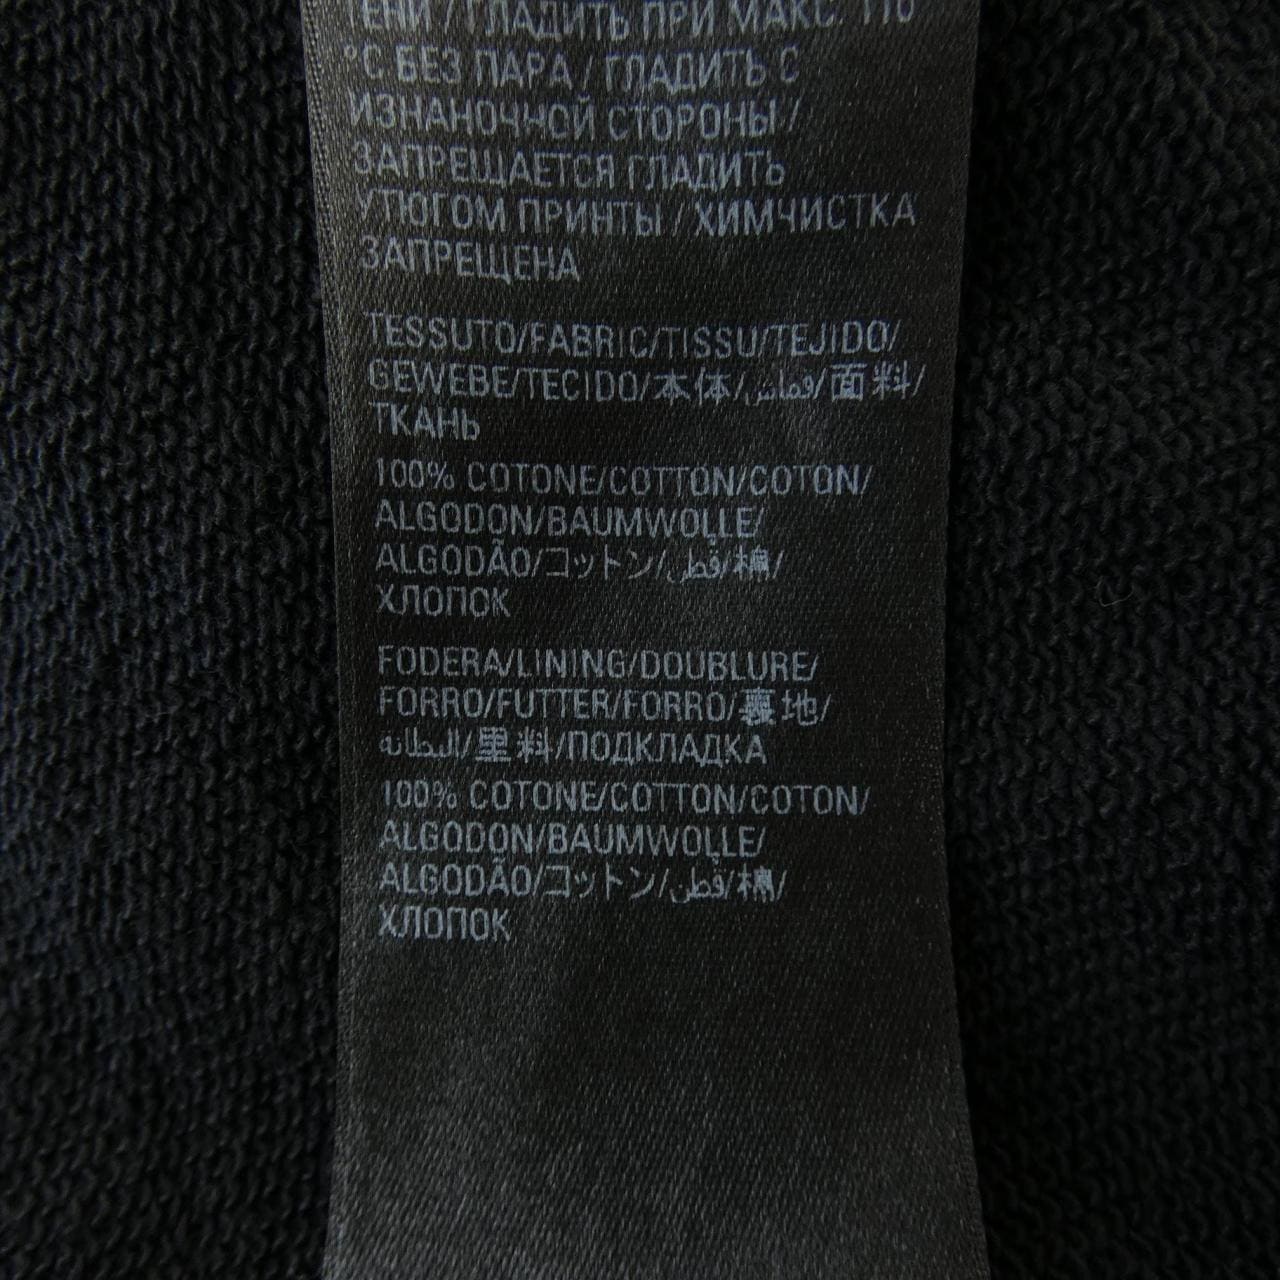 ТЕНИ / ГЛАДИТЬ ПРИ МАКС. 110
°C БЕЗ ПАРА / ГЛАДИТЬ С
ИЗНАНОЧНОЙ СТОРОНЫ /
ЗАПРЕЩАЕТСЯ ГЛАДИТЬ
УТЮГОМ ПРИНТЫ / ХИМЧИСТКА
ЗАПРЕЩЕНА
TESSUTO/FABRIC/TISSU/TEJIDO/
GEWEBE/TECIDO/本体/قماش/面料/
ТКАНЬ
100% COTONE/COTTON/COTON/
ALGODON/BAUMWOLLE/
ALGODÃO/コットン/قطن/棉/
ХЛОПОК
FODERA/LINING/DOUBLURE/
FORRO/FUTTER/FORRO/裏地/
البطانه/里料/ПОДКЛАДКА
100% COTONE/COTTON/COTON/
ALGODON/BAUMWOLLE/
ALGODÃO/コットン/قطن/棉/
ХЛОПОК